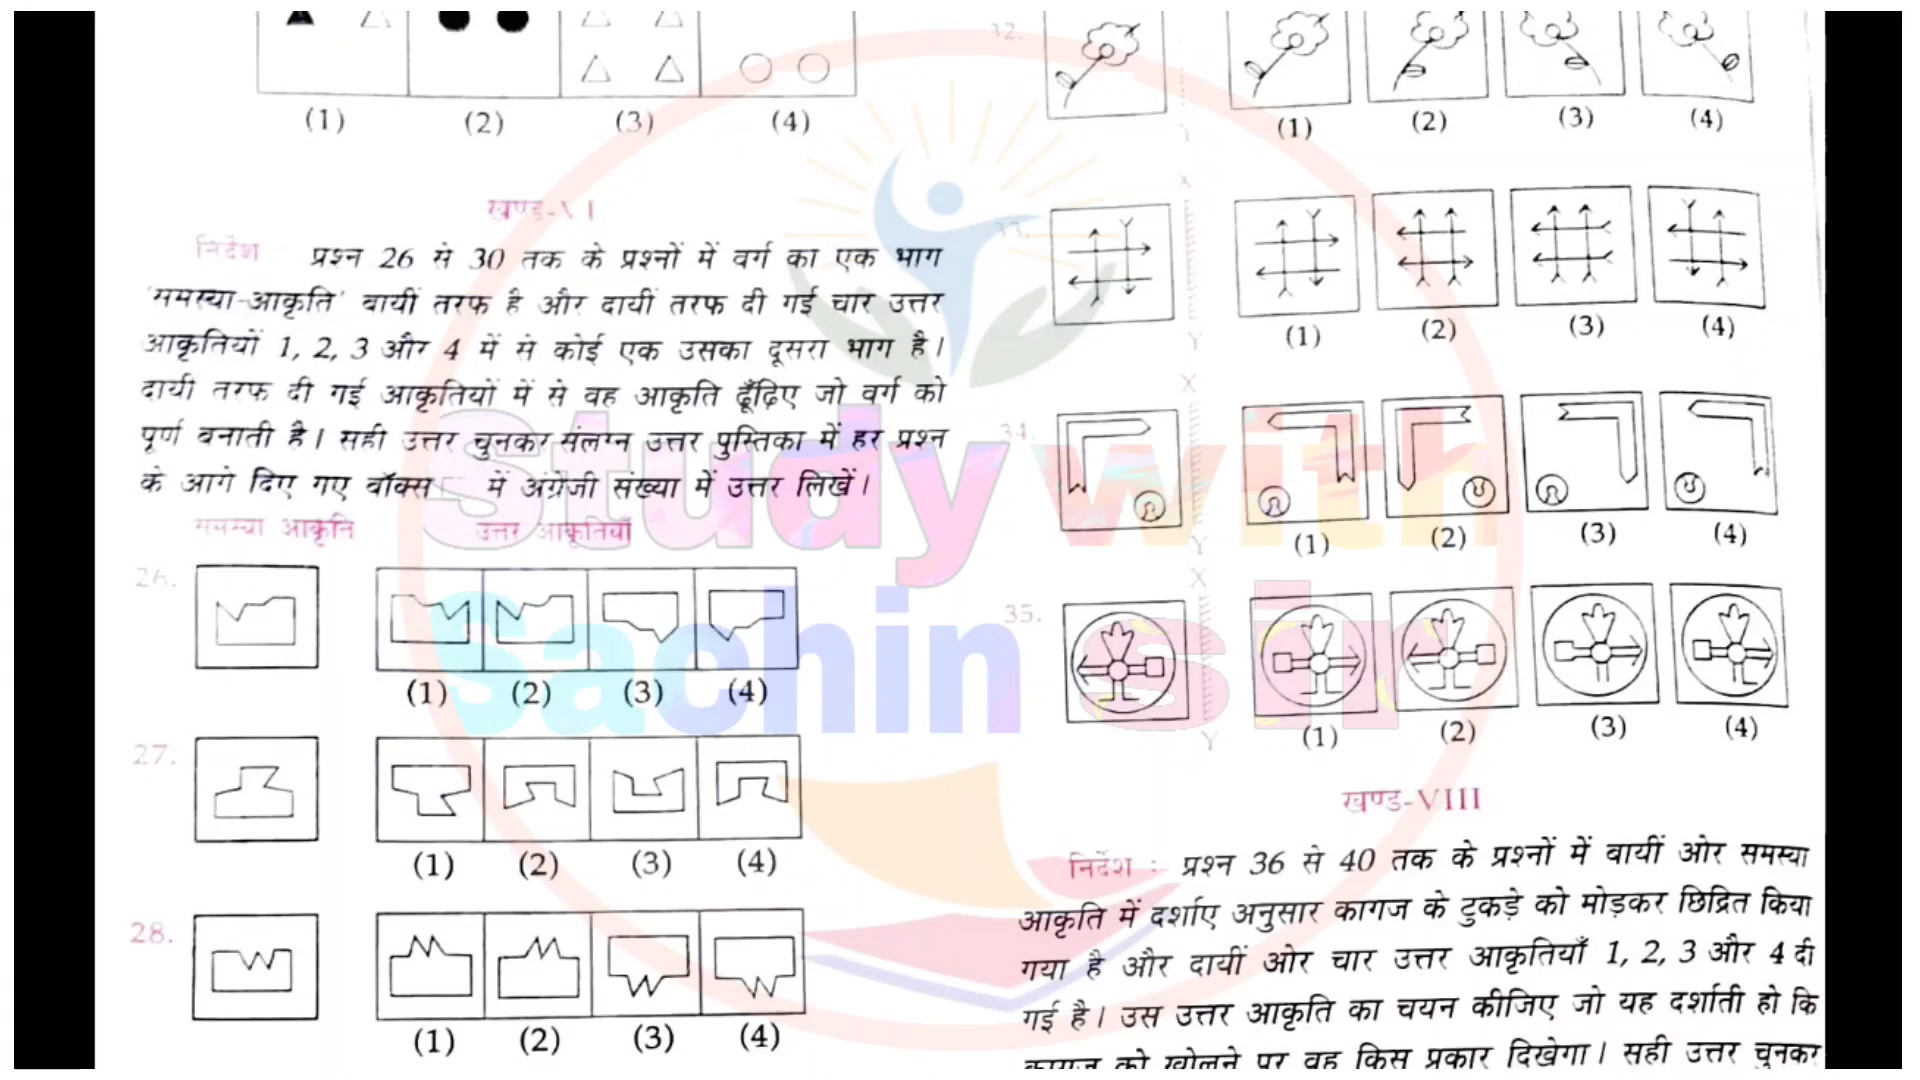 (1) (2) (3) (4)
खण्ड-VI
निर्देश प्रश्न 26 से 30 तक के प्रश्नों में वर्ग का एक भाग
'समस्या-आकृति' बायीं तरफ है और दायीं तरफ दी गई चार उत्तर
आकृतियों 1, 2, 3 और 4 में से कोई एक उसका दूसरा भाग है।
दायी तरफ दी गई आकृतियों में से वह आकृति ढूँढ़िए जो वर्ग को
पूर्ण बनाती है। सही उत्तर चुनकर संलग्न उत्तर पुस्तिका में हर प्रश्न
के आगे दिए गए बॉक्स में अंग्रेजी संख्या में उत्तर लिखें।
समस्या आकृति उत्तर आकृतियाँ
26.
(1) (2) (3) (4)
27.
(1) (2) (3) (4)
28.
(1) (2) (3) (4)
32.
(1) (2) (3) (4)
X
33.
(1) (2) (3) (4)
Y
X
34.
(1) (2) (3) (4)
Y
X
35.
(1) (2) (3) (4)
Y
खण्ड-VIII
निर्देश : प्रश्न 36 से 40 तक के प्रश्नों में बायीं ओर समस्या
आकृति में दर्शाए अनुसार कागज के टुकड़े को मोड़कर छिद्रित किया
गया है और दायीं ओर चार उत्तर आकृतियाँ 1, 2, 3 और 4 दी
गई है। उस उत्तर आकृति का चयन कीजिए जो यह दर्शाती हो कि
कागज को खोलने पर वह किस प्रकार दिखेगा। सही उत्तर चुनकर
Study with
Sachin sir